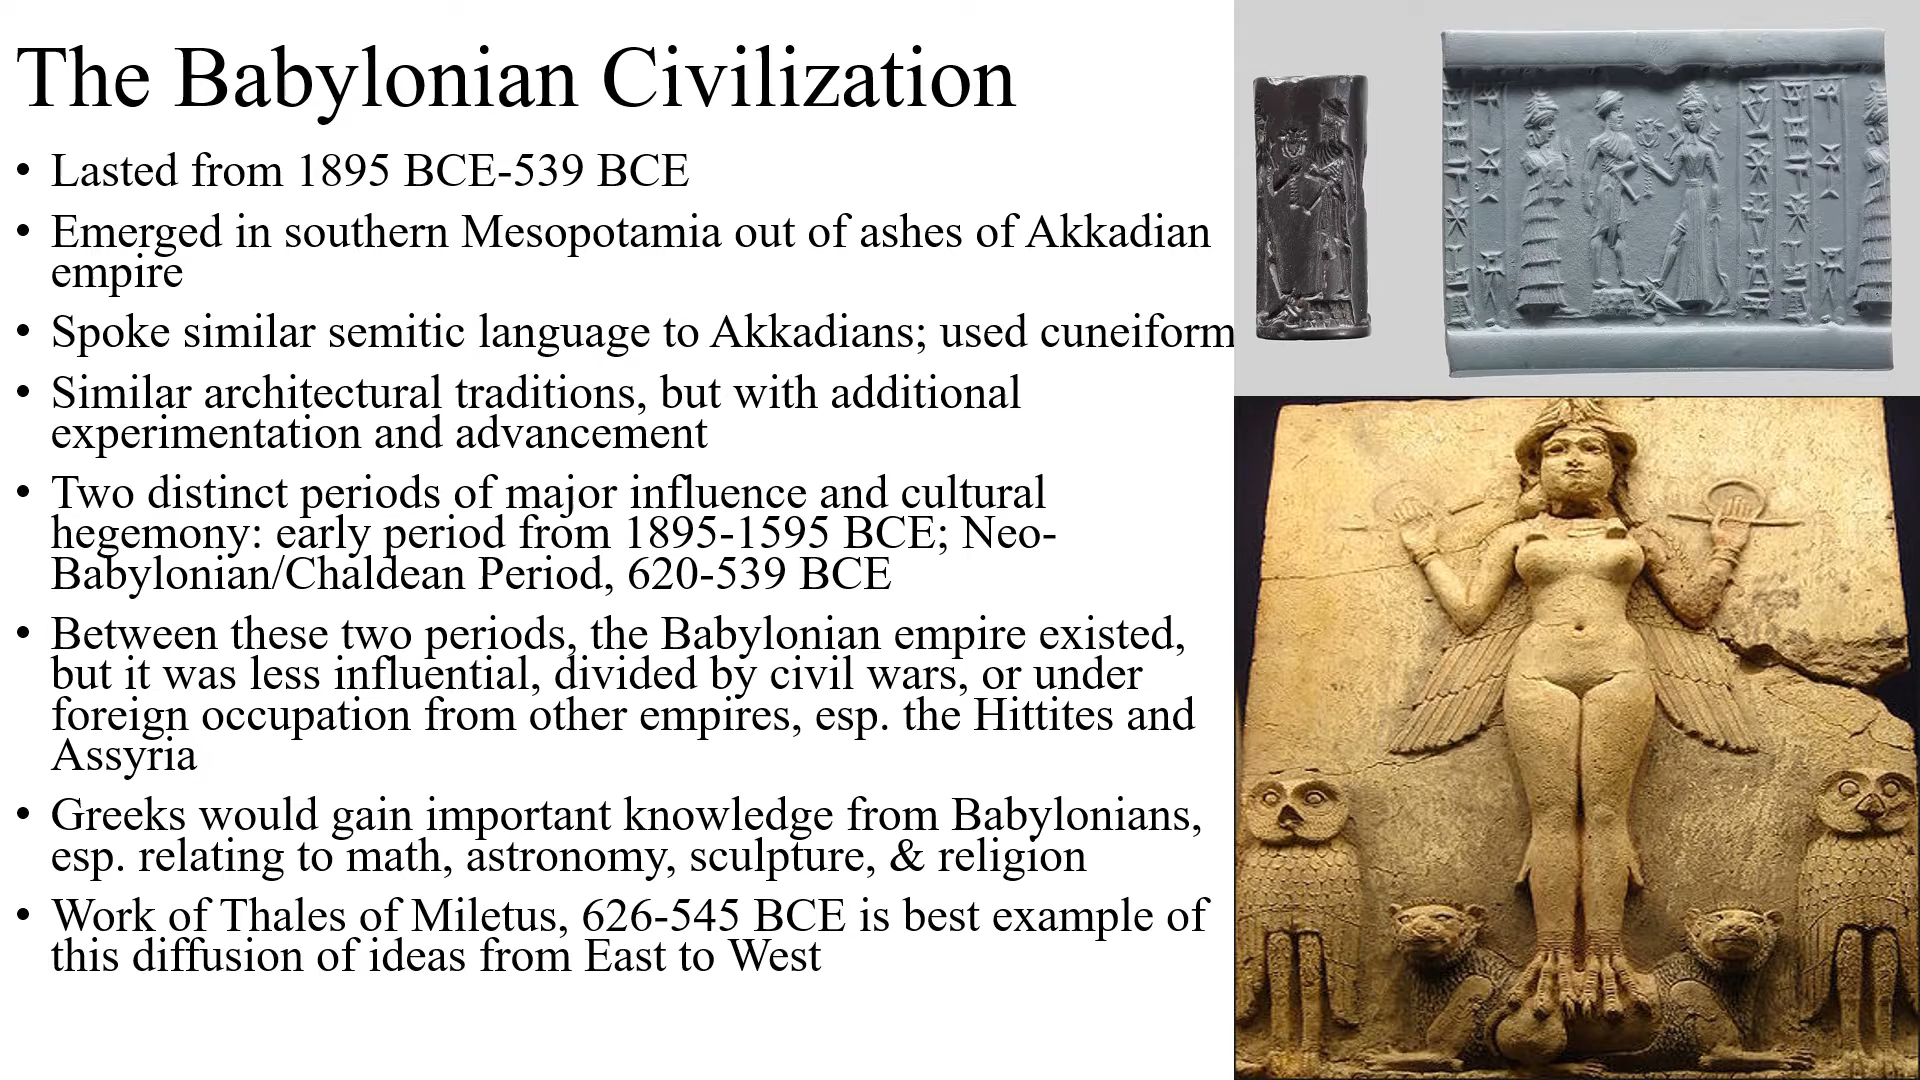 The Babylonian Civilization
• Lasted from 1895 BCE-539 BCE
• Emerged in southern Mesopotamia out of ashes of Akkadian
empire
• Spoke similar semitic language to Akkadians; used cuneiform
• Similar architectural traditions, but with additional
experimentation and advancement
• Two distinct periods of major influence and cultural
hegemony: early period from 1895-1595 BCE; Neo-
Babylonian/Chaldean Period, 620-539 BCE
• Between these two periods, the Babylonian empire existed,
but it was less influential, divided by civil wars, or under
foreign occupation from other empires, esp. the Hittites and
Assyria
• Greeks would gain important knowledge from Babylonians,
esp. relating to math, astronomy, sculpture, & religion
• Work of Thales of Miletus, 626-545 BCE is best example of
this diffusion of ideas from East to West